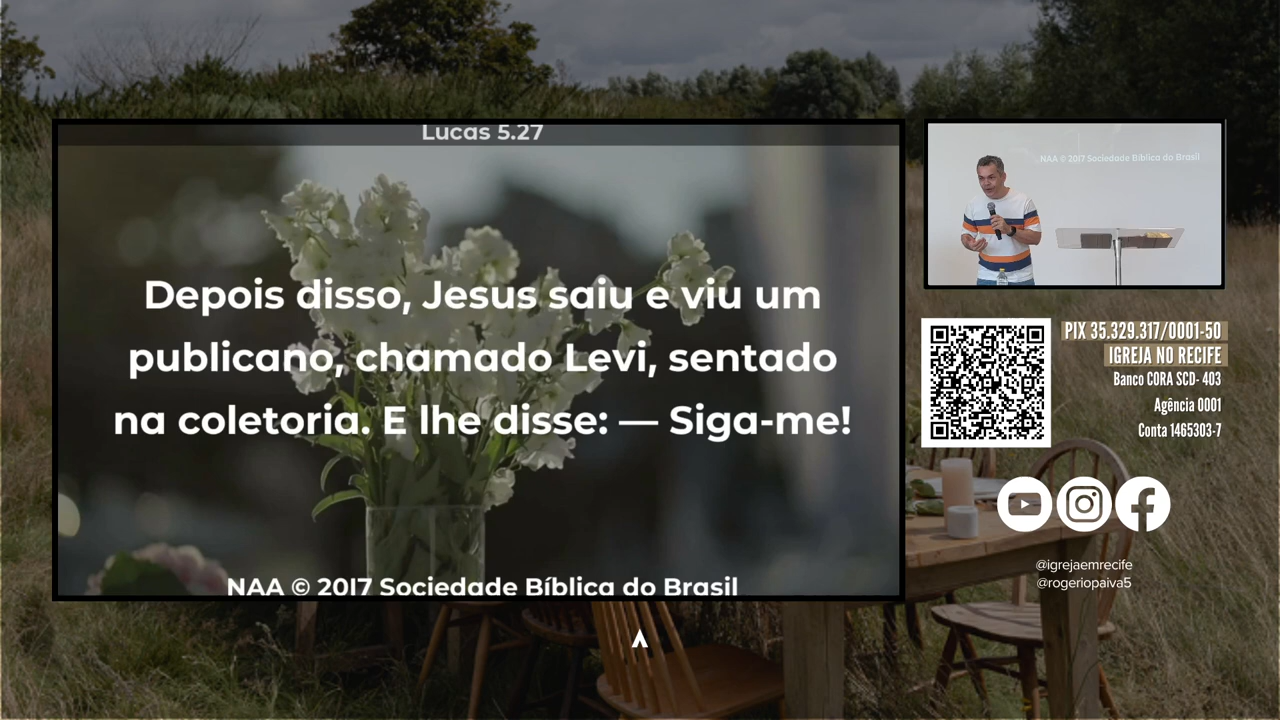 Lucas 5.27
Depois disso, Jesus saiu e viu um
publicano, chamado Levi, sentado
na coletoria. E lhe disse: — Siga-me!
NAA © 2017 Sociedade Bíblica do Brasil
NAA © 2017 Sociedade Bíblica do Brasil
PIX 35.329.317/0001-50
IGREJA NO RECIFE
Banco CORA SCD- 403
Agência 0001
Conta 1465303-7
@igrejaemrecife
@rogeriopaiva5